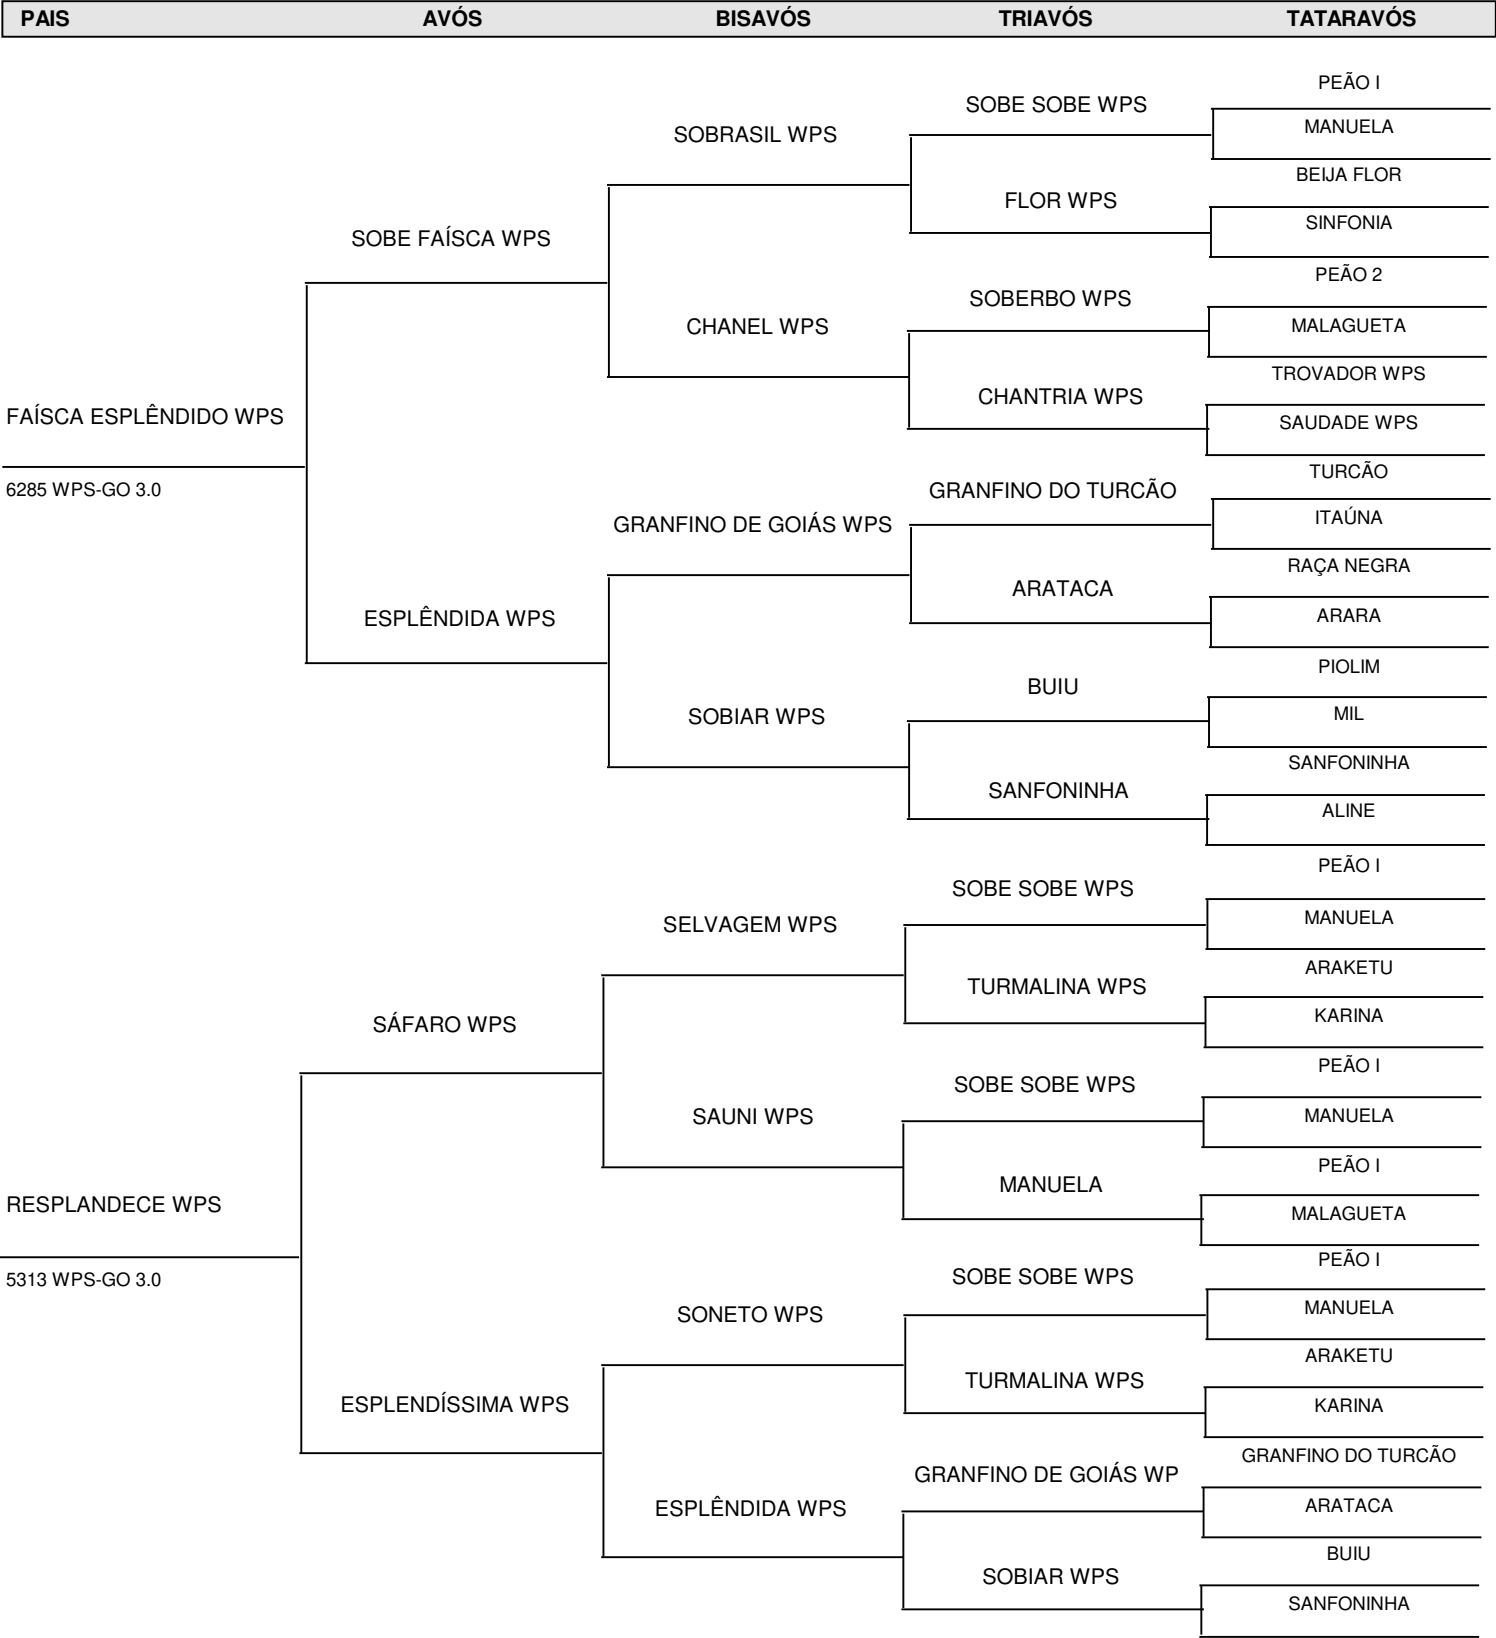 PAIS AVÓS BISAVÓS TRIAVÓS TATARAVÓS
PEÃO I
SOBE SOBE WPS
MANUELA
SOBRASIL WPS
BEIJA FLOR
FLOR WPS
SINFONIA
SOBE FAÍSCA WPS
PEÃO 2
SOBERBO WPS
MALAGUETA
CHANEL WPS
TROVADOR WPS
CHANTRIA WPS
SAUDADE WPS
FAÍSCA ESPLÊNDIDO WPS
TURCÃO
6285 WPS-GO 3.0
GRANFINO DO TURCÃO
ITAÚNA
GRANFINO DE GOIÁS WPS
RAÇA NEGRA
ARATACA
ARARA
ESPLÊNDIDA WPS
PIOLIM
BUIU
MIL
SOBIAR WPS
SANFONINHA
SANFONINHA
ALINE
PEÃO I
SOBE SOBE WPS
MANUELA
SELVAGEM WPS
ARAKETU
TURMALINA WPS
KARINA
SÁFARO WPS
PEÃO I
SOBE SOBE WPS
MANUELA
SAUNI WPS
PEÃO I
MANUELA
MALAGUETA
RESPLANDECE WPS
PEÃO I
5313 WPS-GO 3.0
SOBE SOBE WPS
MANUELA
SONETO WPS
ARAKETU
TURMALINA WPS
KARINA
ESPLENDÍSSIMA WPS
GRANFINO DO TURCÃO
GRANFINO DE GOIÁS WP
ARATACA
ESPLÊNDIDA WPS
BUIU
SOBIAR WPS
SANFONINHA